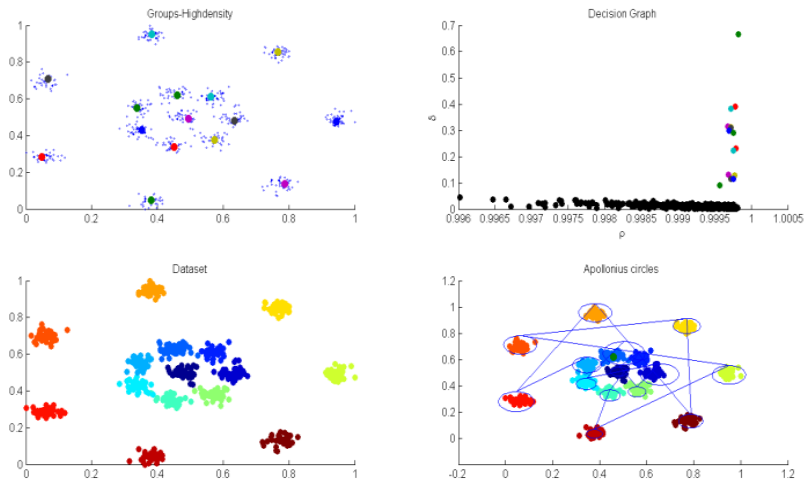 Groups-Highdensity
1
0.8
0.6
0.4
0.2
0
0 0.2 0.4 0.6 0.8 1
Decision Graph
0.7
0.6
0.5
0.4
δ
0.3
0.2
0.1
0
0.996 0.9965 0.997 0.9975 0.998 0.9985 0.999 0.9995 1 1.0005
ρ
Dataset
1
0.8
0.6
0.4
0.2
0
0 0.2 0.4 0.6 0.8 1
Apollonius circles
1.2
1
0.8
0.6
0.4
0.2
0
-0.2
-0.2 0 0.2 0.4 0.6 0.8 1 1.2